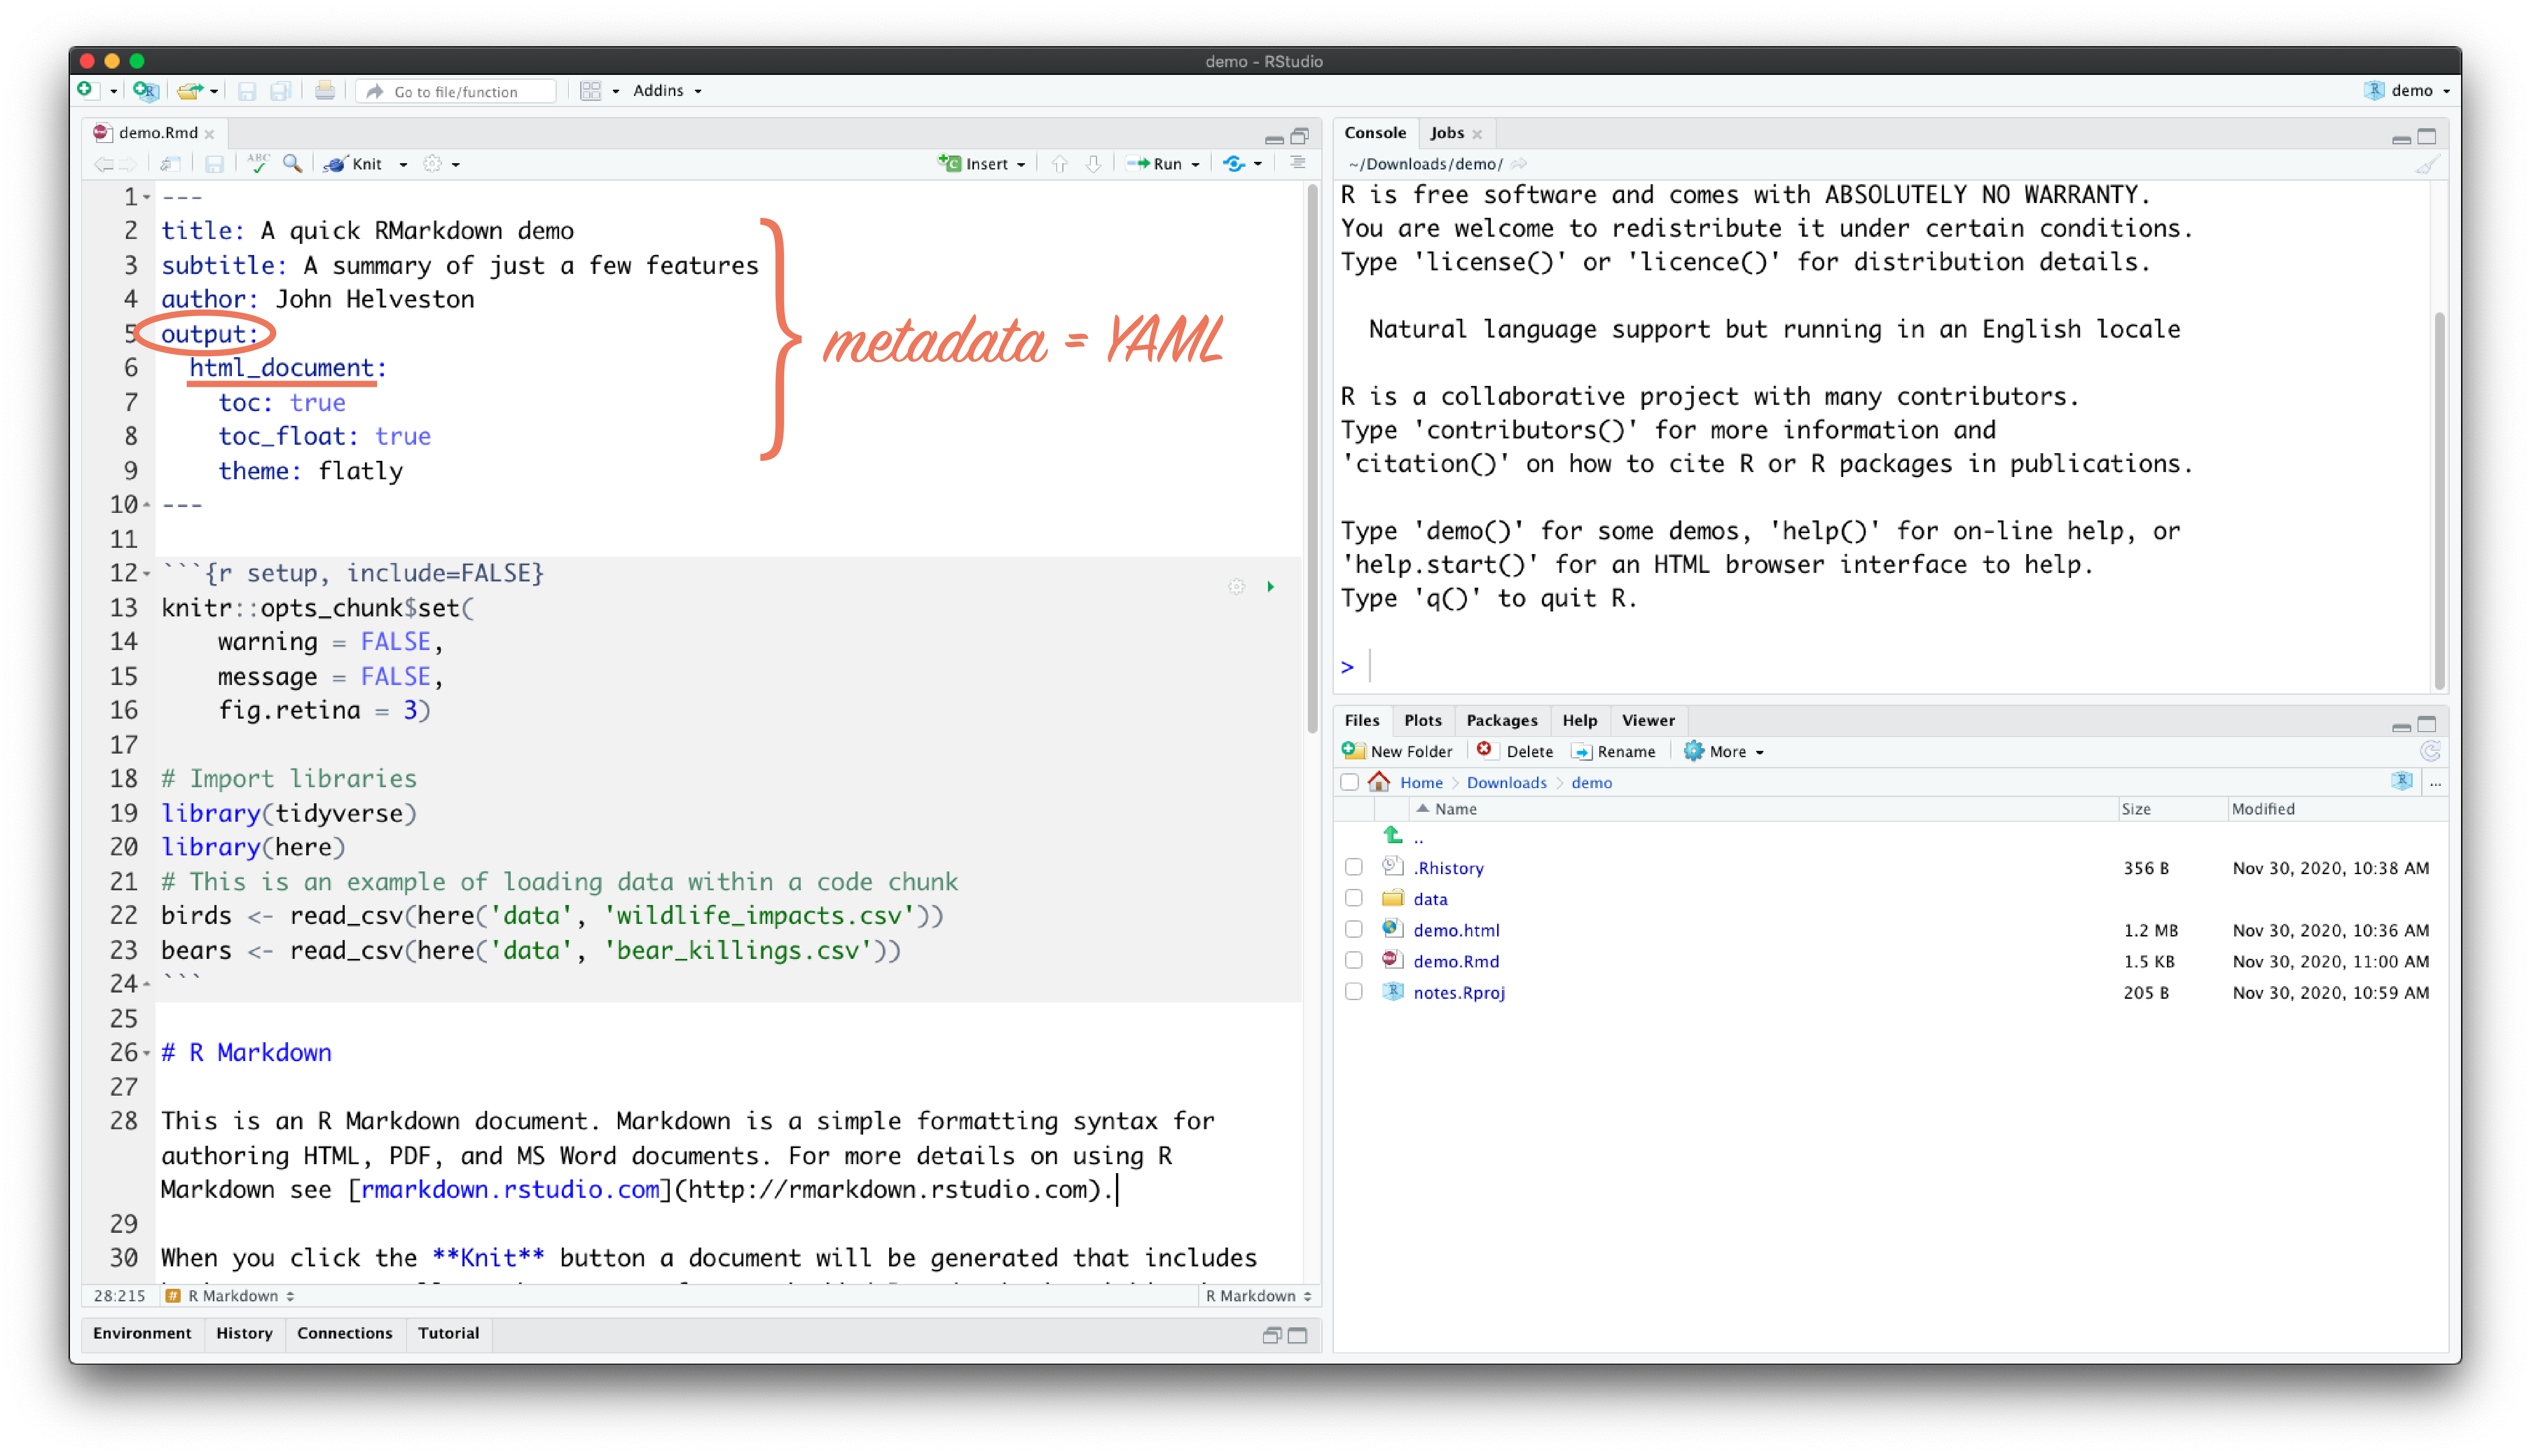 demo - RStudio
Go to file/function
Addins
demo
demo.Rmd
ABC
Knit
Insert
Run
1 ---
2 title: A quick RMarkdown demo
3 subtitle: A summary of just a few features
4 author: John Helveston
5 output:
6 html_document:
7 toc: true
8 toc_float: true
9 theme: flatly
10 ---
11
metadata = YAML
12 ```{r setup, include=FALSE}
13 knitr::opts_chunk$set(
14 warning = FALSE,
15 message = FALSE,
16 fig.retina = 3)
17
18 # Import libraries
19 library(tidyverse)
20 library(here)
21 # This is an example of loading data within a code chunk
22 birds <- read_csv(here('data', 'wildlife_impacts.csv'))
23 bears <- read_csv(here('data', 'bear_killings.csv'))
24 ```
25
26 # R Markdown
27
28 This is an R Markdown document. Markdown is a simple formatting syntax for
authoring HTML, PDF, and MS Word documents. For more details on using R
Markdown see [rmarkdown.rstudio.com](http://rmarkdown.rstudio.com).
29
30 When you click the **Knit** button a document will be generated that includes
28:215 # R Markdown R Markdown
Environment History Connections Tutorial
Console Jobs
~/Downloads/demo/
R is free software and comes with ABSOLUTELY NO WARRANTY.
You are welcome to redistribute it under certain conditions.
Type 'license()' or 'licence()' for distribution details.
Natural language support but running in an English locale
R is a collaborative project with many contributors.
Type 'contributors()' for more information and
'citation()' on how to cite R or R packages in publications.
Type 'demo()' for some demos, 'help()' for on-line help, or
'help.start()' for an HTML browser interface to help.
Type 'q()' to quit R.
>
Files Plots Packages Help Viewer
New Folder Delete Rename More
Home Downloads demo ...
Name Size Modified
..
.Rhistory 356 B Nov 30, 2020, 10:38 AM
data
demo.html 1.2 MB Nov 30, 2020, 10:36 AM
demo.Rmd 1.5 KB Nov 30, 2020, 11:00 AM
notes.Rproj 205 B Nov 30, 2020, 10:59 AM